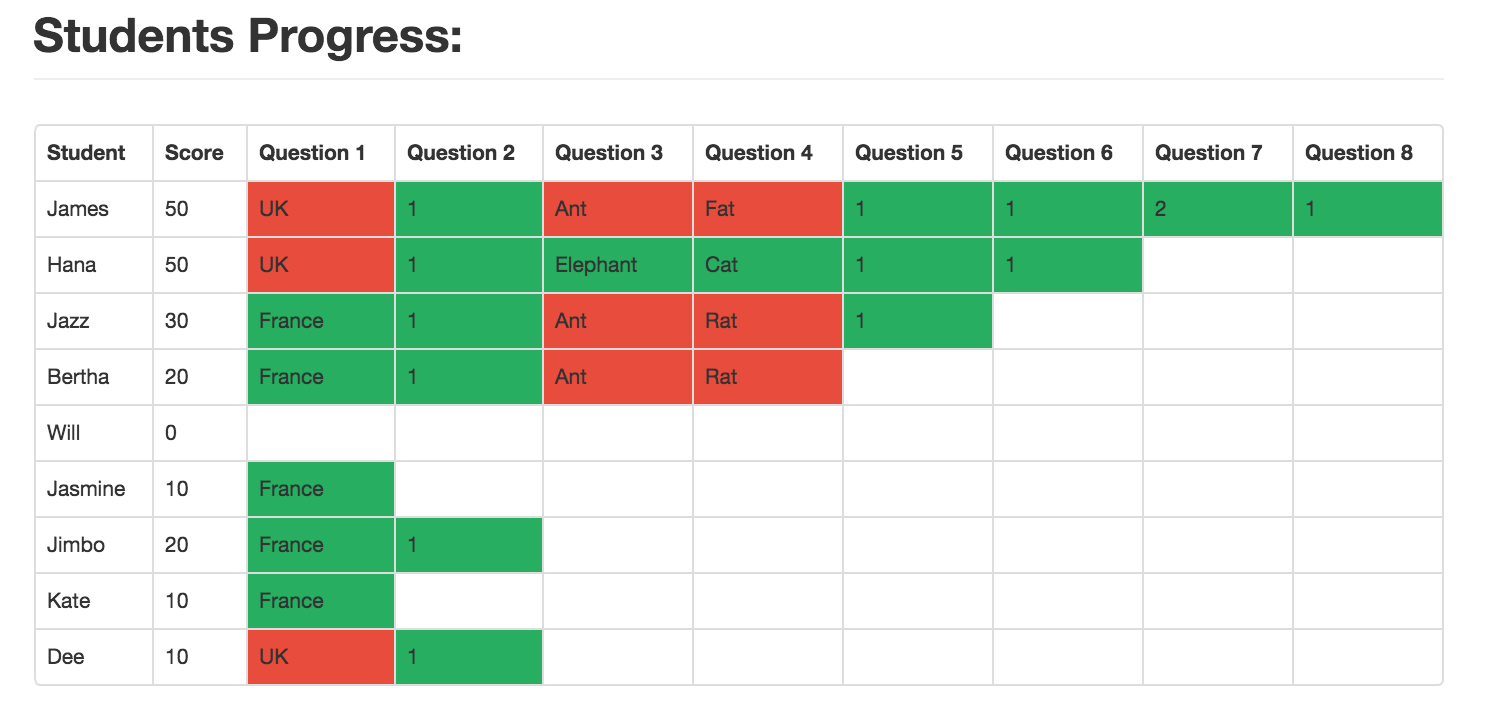 Students Progress:
Student Score Question 1 Question 2 Question 3 Question 4 Question 5 Question 6 Question 7 Question 8
James 50 UK 1 Ant Fat 1 1 2 1
Hana 50 UK 1 Elephant Cat 1 1
Jazz 30 France 1 Ant Rat 1
Bertha 20 France 1 Ant Rat
Will 0
Jasmine 10 France
Jimbo 20 France 1
Kate 10 France
Dee 10 UK 1